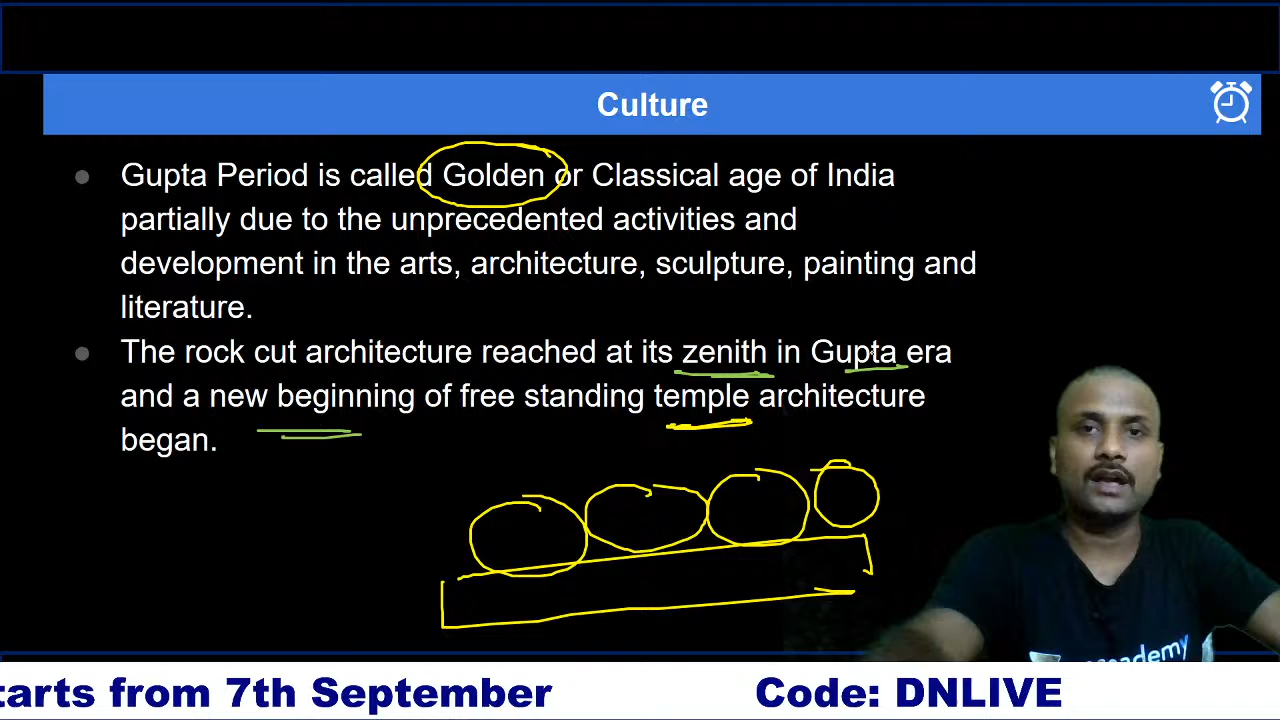 Culture
Gupta Period is called Golden or Classical age of India
partially due to the unprecedented activities and
development in the arts, architecture, sculpture, painting and
literature.
The rock cut architecture reached at its zenith in Gupta era
and a new beginning of free standing temple architecture
began.
tarts from 7th September
Code: DNLIVE